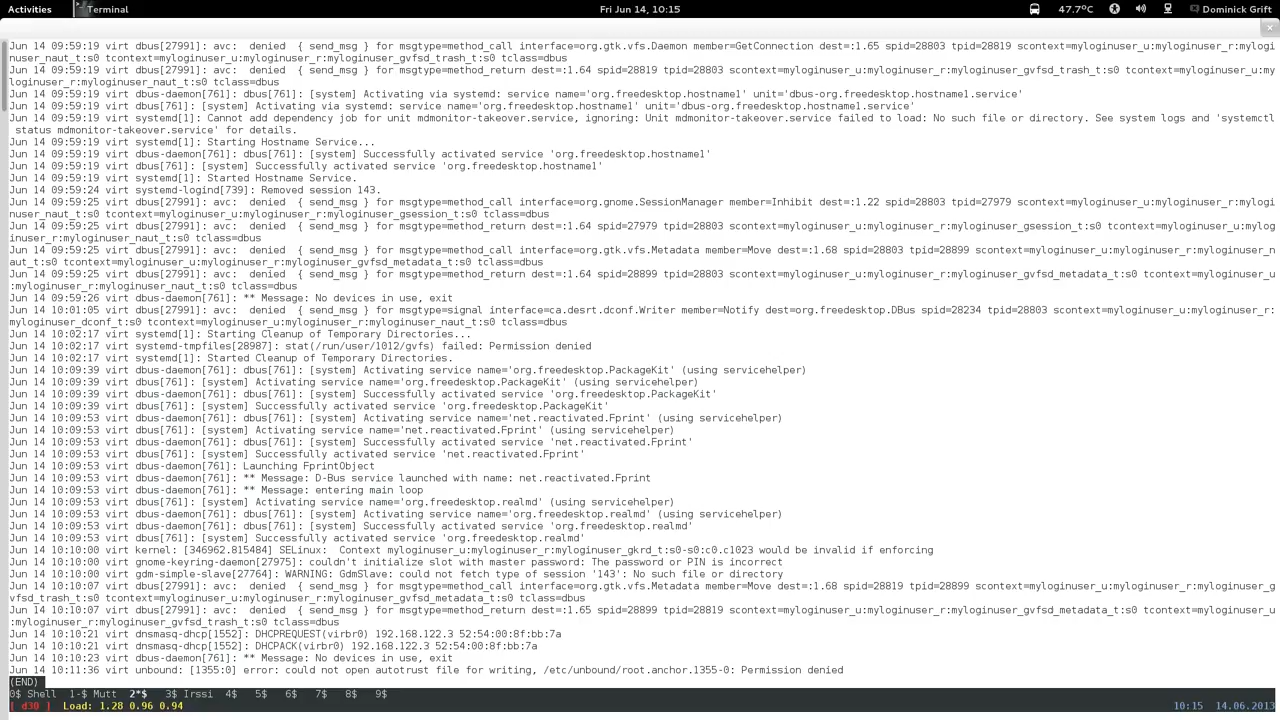 Activities
Terminal
Fri Jun 14, 10:15
47.7°C
Dominick Grift
Jun 14 09:59:19 virt dbus[27991]: avc:  denied  { send_msg } for msgtype=method_call interface=org.gtk.vfs.Daemon member=GetConnection dest=:1.65 spid=28803 tpid=28819 scontext=myloginuser_u:myloginuser_r:mylogi
nuser_naut_t:s0 tcontext=myloginuser_u:myloginuser_r:myloginuser_gvfsd_trash_t:s0 tclass=dbus
Jun 14 09:59:19 virt dbus[27991]: avc:  denied  { send_msg } for msgtype=method_return dest=:1.64 spid=28819 tpid=28803 scontext=myloginuser_u:myloginuser_r:myloginuser_gvfsd_trash_t:s0 tcontext=myloginuser_u:my
loginuser_r:myloginuser_naut_t:s0 tclass=dbus
Jun 14 09:59:19 virt dbus-daemon[761]: dbus[761]: [system] Activating via systemd: service name='org.freedesktop.hostname1' unit='dbus-org.freedesktop.hostname1.service'
Jun 14 09:59:19 virt dbus[761]: [system] Activating via systemd: service name='org.freedesktop.hostname1' unit='dbus-org.freedesktop.hostname1.service'
Jun 14 09:59:19 virt systemd[1]: Cannot add dependency job for unit mdmonitor-takeover.service, ignoring: Unit mdmonitor-takeover.service failed to load: No such file or directory. See system logs and 'systemctl
 status mdmonitor-takeover.service' for details.
Jun 14 09:59:19 virt systemd[1]: Starting Hostname Service...
Jun 14 09:59:19 virt dbus-daemon[761]: dbus[761]: [system] Successfully activated service 'org.freedesktop.hostname1'
Jun 14 09:59:19 virt dbus[761]: [system] Successfully activated service 'org.freedesktop.hostname1'
Jun 14 09:59:19 virt systemd[1]: Started Hostname Service.
Jun 14 09:59:24 virt systemd-logind[739]: Removed session 143.
Jun 14 09:59:25 virt dbus[27991]: avc:  denied  { send_msg } for msgtype=method_call interface=org.gnome.SessionManager member=Inhibit dest=:1.22 spid=28803 tpid=27979 scontext=myloginuser_u:myloginuser_r:mylogi
nuser_naut_t:s0 tcontext=myloginuser_u:myloginuser_r:myloginuser_gsession_t:s0 tclass=dbus
Jun 14 09:59:25 virt dbus[27991]: avc:  denied  { send_msg } for msgtype=method_return dest=:1.64 spid=27979 tpid=28803 scontext=myloginuser_u:myloginuser_r:myloginuser_gsession_t:s0 tcontext=myloginuser_u:mylog
inuser_r:myloginuser_naut_t:s0 tclass=dbus
Jun 14 09:59:25 virt dbus[27991]: avc:  denied  { send_msg } for msgtype=method_call interface=org.gtk.vfs.Metadata member=Move dest=:1.68 spid=28803 tpid=28899 scontext=myloginuser_u:myloginuser_r:myloginuser_n
aut_t:s0 tcontext=myloginuser_u:myloginuser_r:myloginuser_gvfsd_metadata_t:s0 tclass=dbus
Jun 14 09:59:25 virt dbus[27991]: avc:  denied  { send_msg } for msgtype=method_return dest=:1.64 spid=28899 tpid=28803 scontext=myloginuser_u:myloginuser_r:myloginuser_gvfsd_metadata_t:s0 tcontext=myloginuser_u
:myloginuser_r:myloginuser_naut_t:s0 tclass=dbus
Jun 14 09:59:26 virt dbus-daemon[761]: ** Message: No devices in use, exit
Jun 14 10:01:05 virt dbus[27991]: avc:  denied  { send_msg } for msgtype=signal interface=ca.desrt.dconf.Writer member=Notify dest=org.freedesktop.DBus spid=28234 tpid=28803 scontext=myloginuser_u:myloginuser_r:
myloginuser_dconf_t:s0 tcontext=myloginuser_u:myloginuser_r:myloginuser_naut_t:s0 tclass=dbus
Jun 14 10:02:17 virt systemd[1]: Starting Cleanup of Temporary Directories...
Jun 14 10:02:17 virt systemd-tmpfiles[28987]: stat(/run/user/1012/gvfs) failed: Permission denied
Jun 14 10:02:17 virt systemd[1]: Started Cleanup of Temporary Directories.
Jun 14 10:09:39 virt dbus-daemon[761]: dbus[761]: [system] Activating service name='org.freedesktop.PackageKit' (using servicehelper)
Jun 14 10:09:39 virt dbus[761]: [system] Activating service name='org.freedesktop.PackageKit' (using servicehelper)
Jun 14 10:09:39 virt dbus-daemon[761]: dbus[761]: [system] Successfully activated service 'org.freedesktop.PackageKit'
Jun 14 10:09:39 virt dbus[761]: [system] Successfully activated service 'org.freedesktop.PackageKit'
Jun 14 10:09:53 virt dbus-daemon[761]: dbus[761]: [system] Activating service name='net.reactivated.Fprint' (using servicehelper)
Jun 14 10:09:53 virt dbus[761]: [system] Activating service name='net.reactivated.Fprint' (using servicehelper)
Jun 14 10:09:53 virt dbus-daemon[761]: dbus[761]: [system] Successfully activated service 'net.reactivated.Fprint'
Jun 14 10:09:53 virt dbus[761]: [system] Successfully activated service 'net.reactivated.Fprint'
Jun 14 10:09:53 virt dbus-daemon[761]: Launching FprintObject
Jun 14 10:09:53 virt dbus-daemon[761]: ** Message: D-Bus service launched with name: net.reactivated.Fprint
Jun 14 10:09:53 virt dbus-daemon[761]: ** Message: entering main loop
Jun 14 10:09:53 virt dbus[761]: [system] Activating service name='org.freedesktop.realmd' (using servicehelper)
Jun 14 10:09:53 virt dbus-daemon[761]: dbus[761]: [system] Activating service name='org.freedesktop.realmd' (using servicehelper)
Jun 14 10:09:53 virt dbus-daemon[761]: dbus[761]: [system] Successfully activated service 'org.freedesktop.realmd'
Jun 14 10:09:53 virt dbus[761]: [system] Successfully activated service 'org.freedesktop.realmd'
Jun 14 10:10:00 virt kernel: [346962.815484] SELinux:  Context myloginuser_u:myloginuser_r:myloginuser_gkrd_t:s0-s0:c0.c1023 would be invalid if enforcing
Jun 14 10:10:00 virt gnome-keyring-daemon[27975]: couldn't initialize slot with master password: The password or PIN is incorrect
Jun 14 10:10:00 virt gdm-simple-slave[27764]: WARNING: GdmSlave: could not fetch type of session '143': No such file or directory
Jun 14 10:10:07 virt dbus[27991]: avc:  denied  { send_msg } for msgtype=method_call interface=org.gtk.vfs.Metadata member=Move dest=:1.68 spid=28819 tpid=28899 scontext=myloginuser_u:myloginuser_r:myloginuser_g
vfsd_trash_t:s0 tcontext=myloginuser_u:myloginuser_r:myloginuser_gvfsd_metadata_t:s0 tclass=dbus
Jun 14 10:10:07 virt dbus[27991]: avc:  denied  { send_msg } for msgtype=method_return dest=:1.65 spid=28899 tpid=28819 scontext=myloginuser_u:myloginuser_r:myloginuser_gvfsd_metadata_t:s0 tcontext=myloginuser_u
:myloginuser_r:myloginuser_gvfsd_trash_t:s0 tclass=dbus
Jun 14 10:10:21 virt dnsmasq-dhcp[1552]: DHCPREQUEST(virbr0) 192.168.122.3 52:54:00:8f:bb:7a
Jun 14 10:10:21 virt dnsmasq-dhcp[1552]: DHCPACK(virbr0) 192.168.122.3 52:54:00:8f:bb:7a
Jun 14 10:10:23 virt dbus-daemon[761]: ** Message: No devices in use, exit
Jun 14 10:11:36 virt unbound: [1355:0] error: could not open autotrust file for writing, /etc/unbound/root.anchor.1355-0: Permission denied
(END)
0$ Shell  1-$ Mutt  2*$  3$ Irssi  4$  5$  6$  7$  8$  9$
[ d30 ]  Load: 1.28 0.96 0.94
10:15  14.06.2013